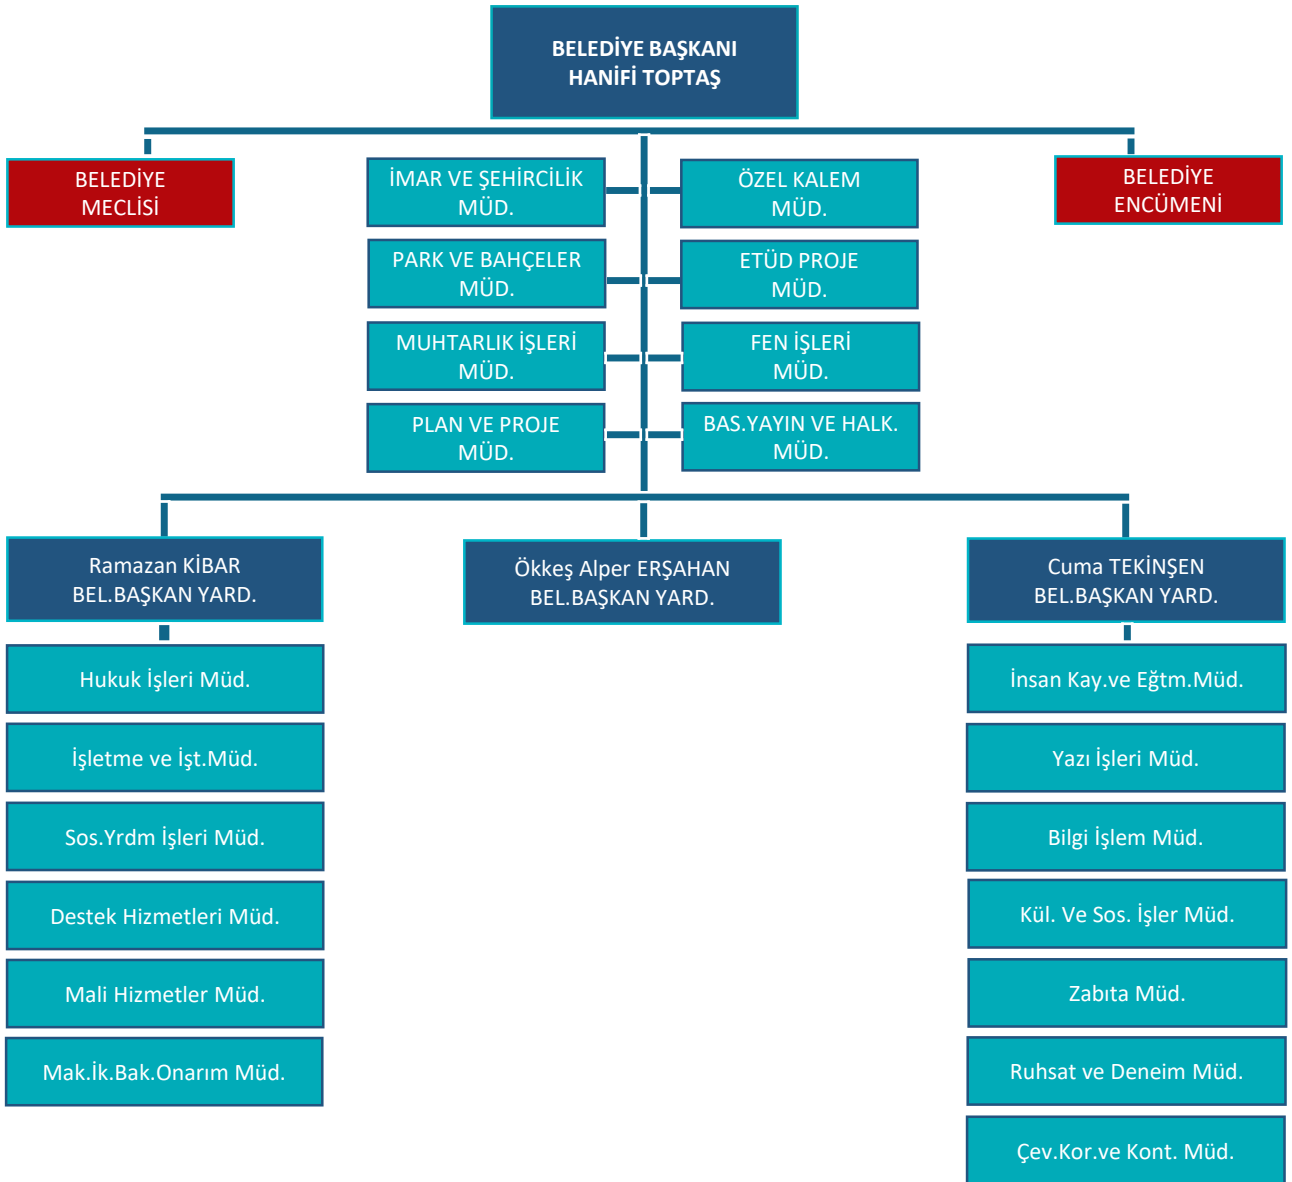 BELEDİYE BAŞKANI
HANİFİ TOPTAŞ
BELEDİYE
MECLİSİ
İMAR VE ŞEHİRCİLİK
MÜD.
ÖZEL KALEM
MÜD.
BELEDİYE
ENCÜMENİ
PARK VE BAHÇELER
MÜD.
ETÜD PROJE
MÜD.
MUHTARLIK İŞLERİ
MÜD.
FEN İŞLERİ
MÜD.
PLAN VE PROJE
MÜD.
BAS.YAYIN VE HALK.
MÜD.
Ramazan KİBAR
BEL.BAŞKAN YARD.
Ökkeş Alper ERŞAHAN
BEL.BAŞKAN YARD.
Cuma TEKİNŞEN
BEL.BAŞKAN YARD.
Hukuk İşleri Müd.
İşletme ve İşt.Müd.
Sos.Yrdm İşleri Müd.
Destek Hizmetleri Müd.
Mali Hizmetler Müd.
Mak.İk.Bak.Onarım Müd.
İnsan Kay.ve Eğtm.Müd.
Yazı İşleri Müd.
Bilgi İşlem Müd.
Kül. Ve Sos. İşler Müd.
Zabıta Müd.
Ruhsat ve Deneim Müd.
Çev.Kor.ve Kont. Müd.